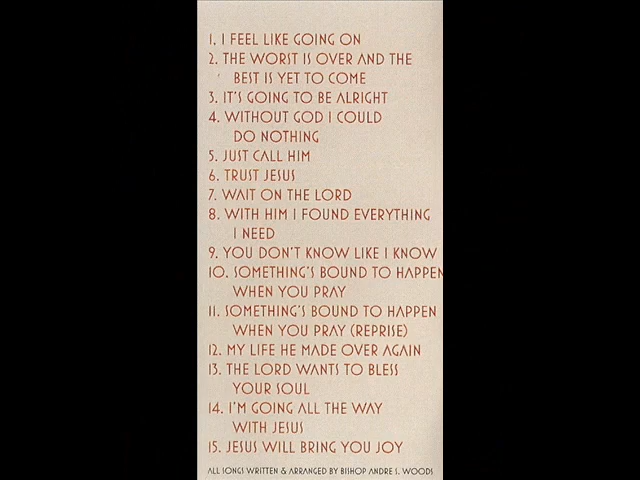 1. I FEEL LIKE GOING ON
2. THE WORST IS OVER AND THE
BEST IS YET TO COME
3. IT'S GOING TO BE ALRIGHT
4. WITHOUT GOD I COULD
DO NOTHING
5. JUST CALL HIM
6. TRUST JESUS
7. WAIT ON THE LORD
8. WITH HIM I FOUND EVERYTHING
I NEED
9. YOU DON'T KNOW LIKE I KNOW
10. SOMETHING'S BOUND TO HAPPEN
WHEN YOU PRAY
11. SOMETHING'S BOUND TO HAPPEN
WHEN YOU PRAY (REPRISE)
12. MY LIFE HE MADE OVER AGAIN
13. THE LORD WANTS TO BLESS
YOUR SOUL
14. I'M GOING ALL THE WAY
WITH JESUS
15. JESUS WILL BRING YOU JOY
ALL SONGS WRITTEN & ARRANGED BY BISHOP ANDRE S. WOODS